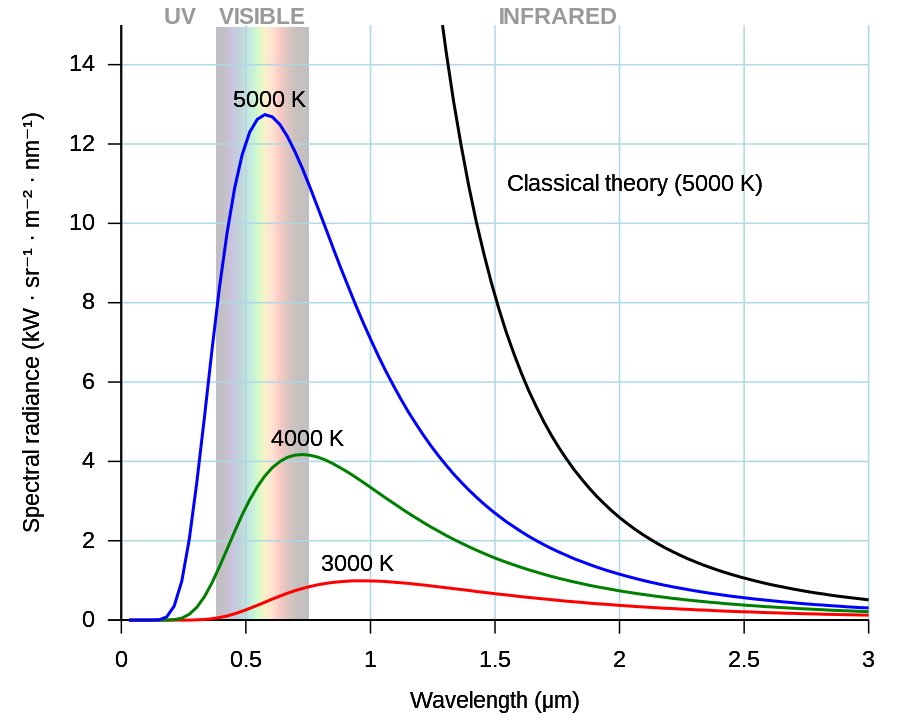 UV VISIBLE INFRARED
14
12
10
8
6
4
2
0
5000 K
4000 K
3000 K
Classical theory (5000 K)
Spectral radiance (kW · sr⁻¹ · m⁻² · nm⁻¹)
0 0.5 1 1.5 2 2.5 3
Wavelength (μm)